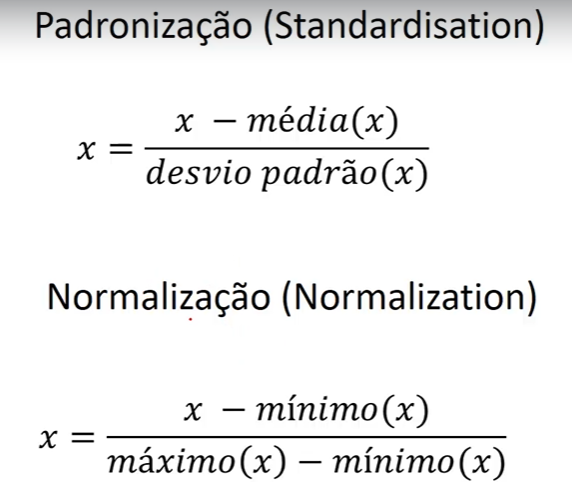 Padronização (Standardisation)
x = (x − média(x)) / (desvio padrão(x))
Normalização (Normalization)
x = (x − mínimo(x)) / (máximo(x) − mínimo(x))